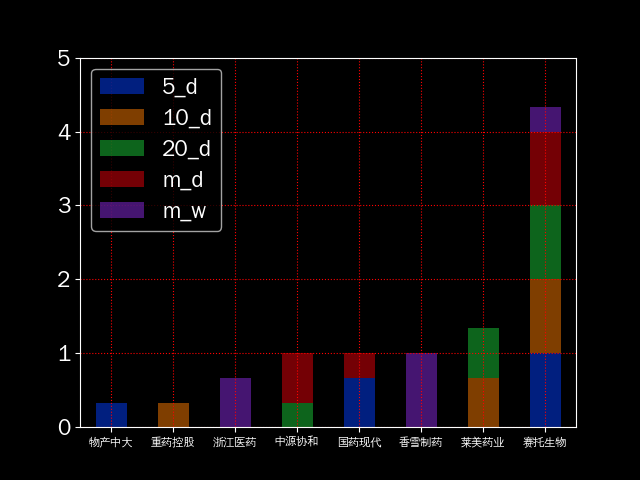 5
4
3
2
1
0
5_d
10_d
20_d
m_d
m_w
物产中大 重药控股 浙江医药 中源协和 国药现代 香雪制药 莱美药业 赛托生物